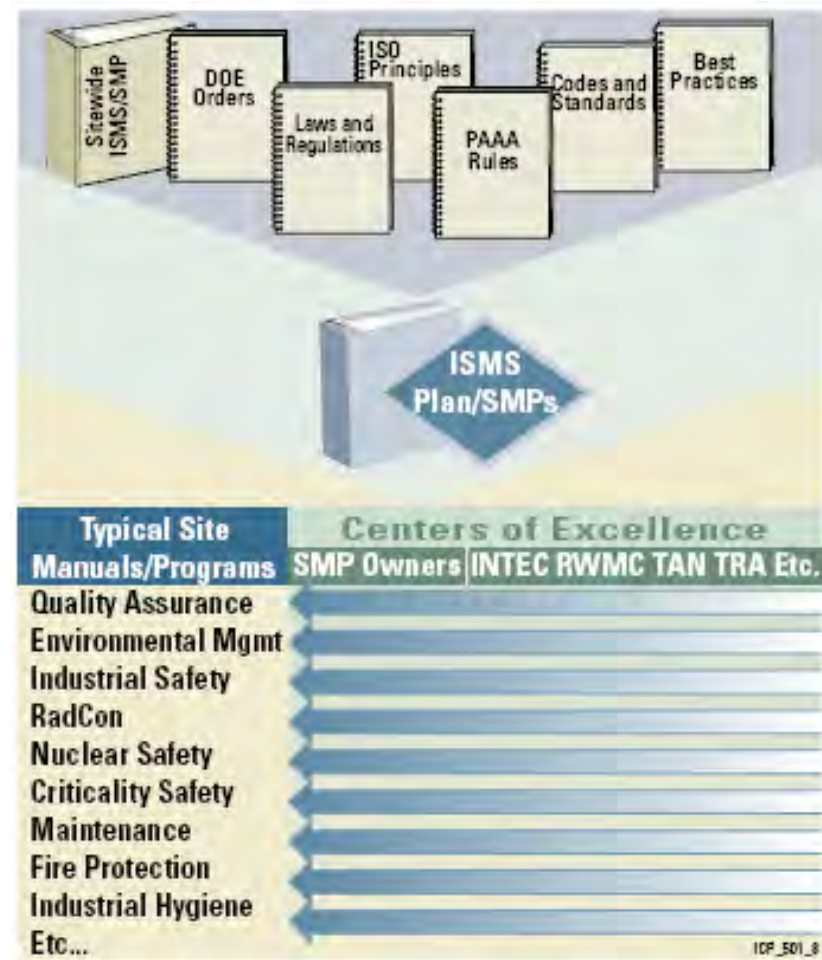 Sitewide
ISMS/SMP
DOE
Orders
Laws and
Regulations
ISO
Principles
PAAA
Rules
Codes and
Standards
Best
Practices
ISMS
Plan/SMPs
Typical Site
Manuals/Programs
Centers of Excellence
SMP Owners
INTEC RWMC TAN TRA Etc.
Quality Assurance
Environmental Mgmt
Industrial Safety
RadCon
Nuclear Safety
Criticality Safety
Maintenance
Fire Protection
Industrial Hygiene
Etc...
ICP_501_8